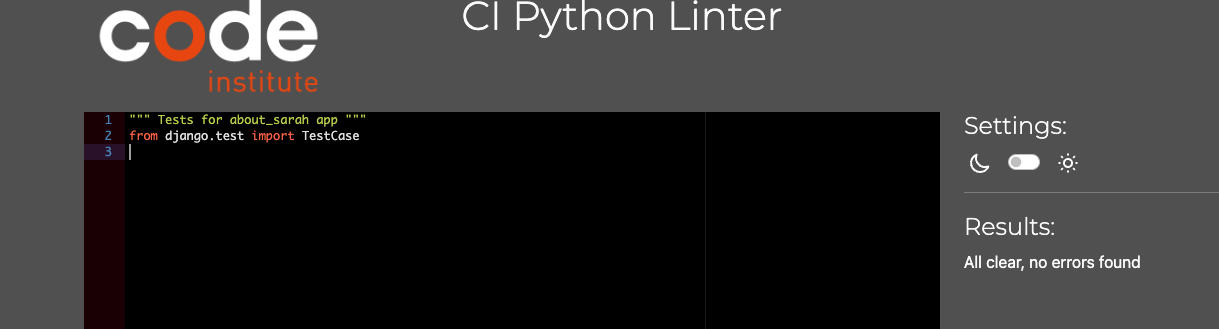 code
institute
CI Python Linter
1 """ Tests for about_sarah app """
2 from django.test import TestCase
3
Settings:
Results:
All clear, no errors found